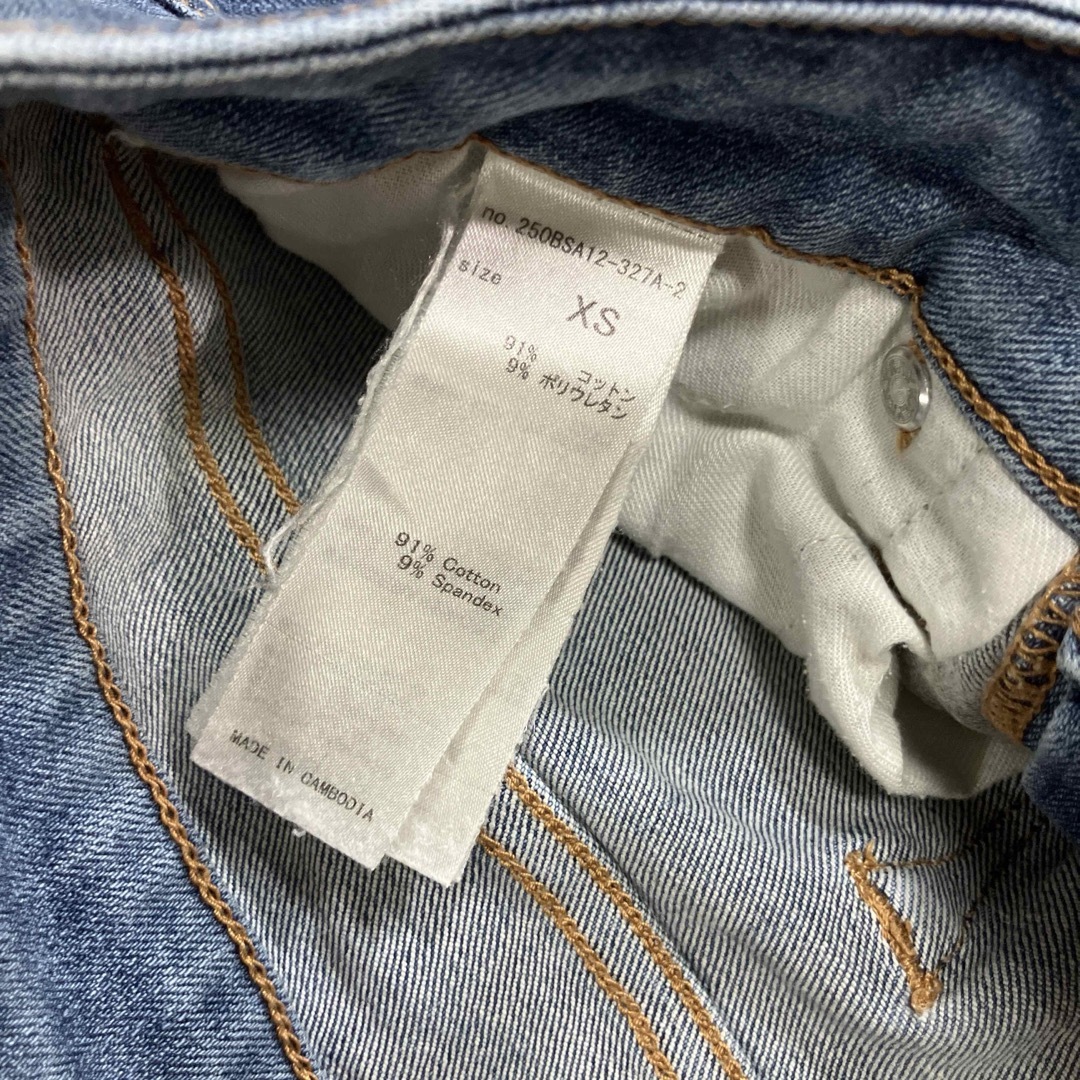 no. 250BSA12-327A-2
size
XS
91% コットン
9% ポリウレタン
91% Cotton
9% Spandex
MADE IN CAMBODIA